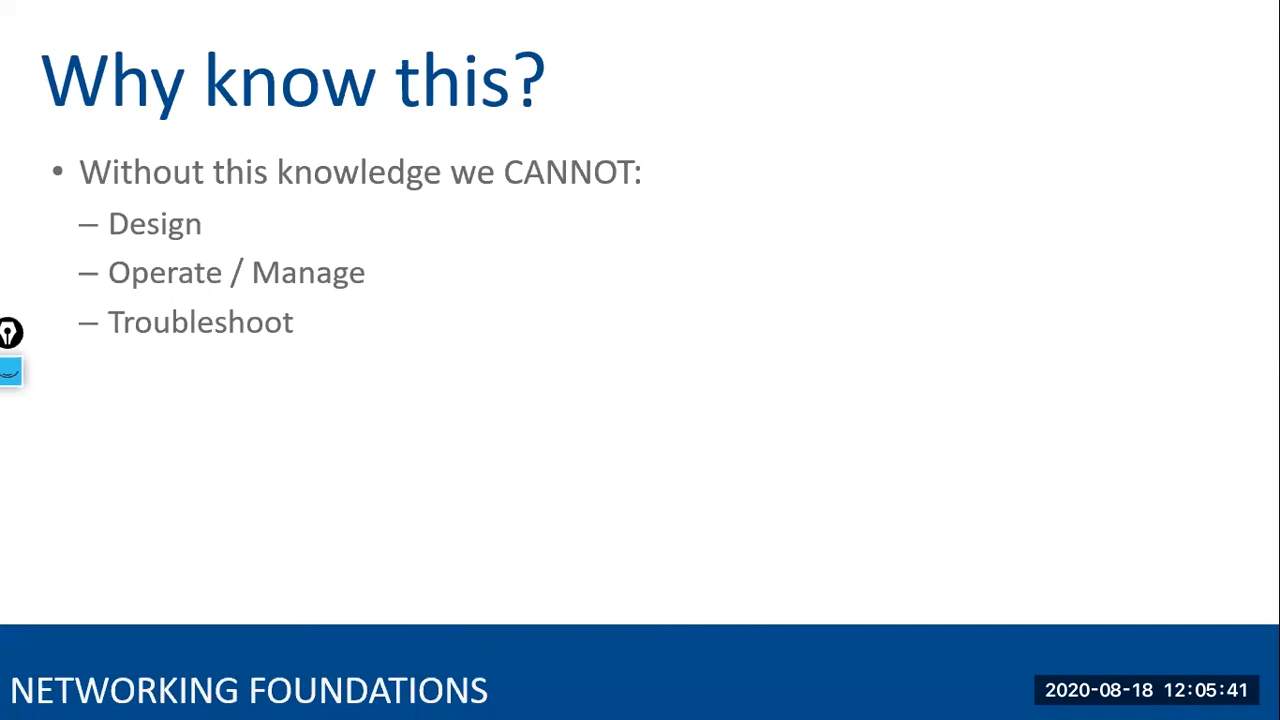 Why know this?
• Without this knowledge we CANNOT:
– Design
– Operate / Manage
– Troubleshoot
NETWORKING FOUNDATIONS
2020-08-18 12:05:41